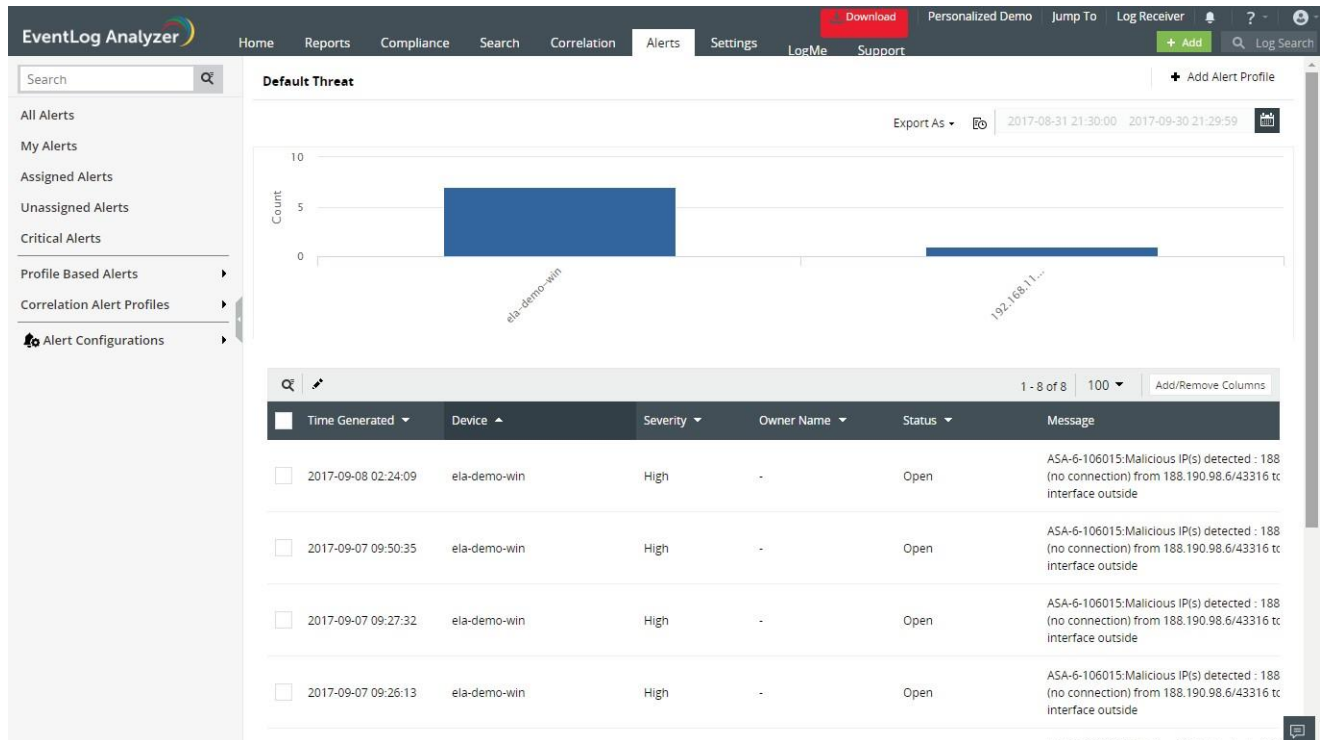 Download Personalized Demo Jump To Log Receiver ?
EventLog Analyzer
Home Reports Compliance Search Correlation Alerts Settings LogMe Support + Add Log Search
Search
Default Threat
+ Add Alert Profile
All Alerts
My Alerts
Assigned Alerts
Unassigned Alerts
Critical Alerts
Profile Based Alerts
Correlation Alert Profiles
Alert Configurations
Export As 2017-08-31 21:30:00 2017-09-30 21:29:59
10
5
0
Count
ela-demo-win
192.168.11...
1 - 8 of 8 100 Add/Remove Columns
Time Generated Device Severity Owner Name Status Message
2017-09-08 02:24:09 ela-demo-win High - Open
ASA-6-106015:Malicious IP(s) detected : 188
(no connection) from 188.190.98.6/43316 to
interface outside
2017-09-07 09:50:35 ela-demo-win High - Open
ASA-6-106015:Malicious IP(s) detected : 188
(no connection) from 188.190.98.6/43316 to
interface outside
2017-09-07 09:27:32 ela-demo-win High - Open
ASA-6-106015:Malicious IP(s) detected : 188
(no connection) from 188.190.98.6/43316 to
interface outside
2017-09-07 09:26:13 ela-demo-win High - Open
ASA-6-106015:Malicious IP(s) detected : 188
(no connection) from 188.190.98.6/43316 to
interface outside